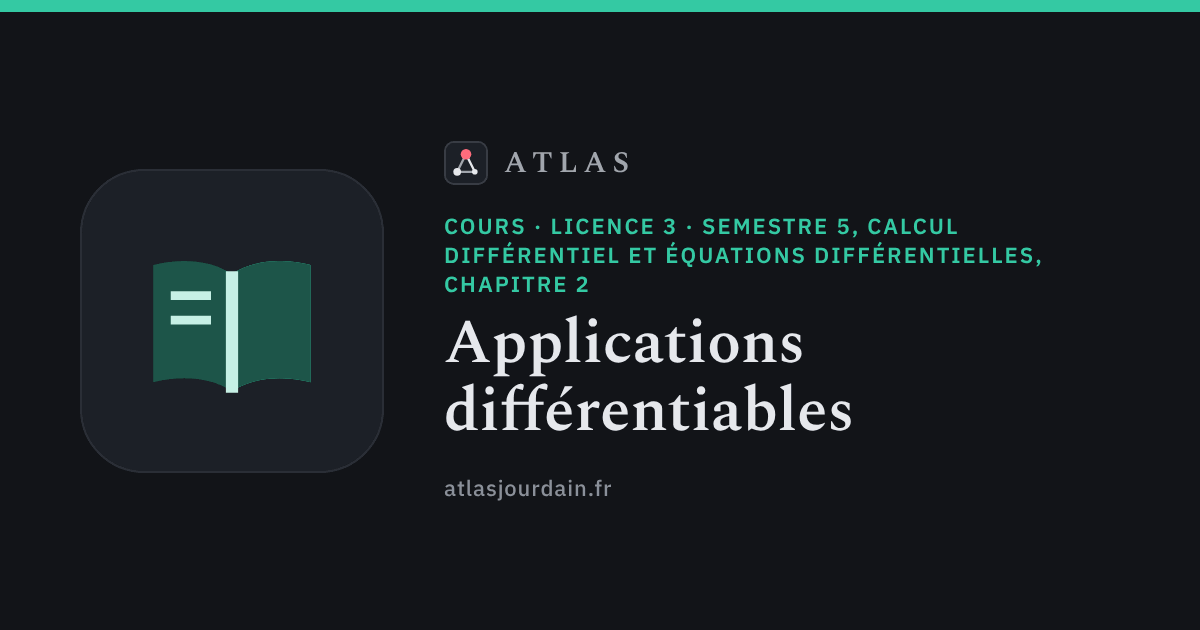 ATLAS
COURS · LICENCE 3 · SEMESTRE 5, CALCUL
DIFFÉRENTIEL ET ÉQUATIONS DIFFÉRENTIELLES,
CHAPITRE 2
Applications
différentiables
atlasjourdain.fr